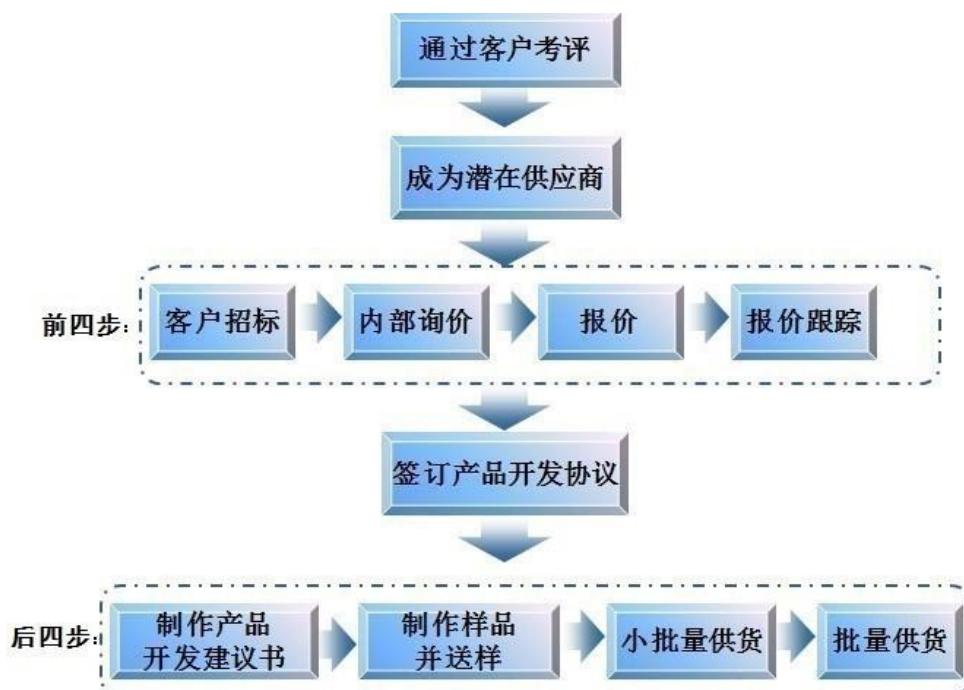 通过客户考评
成为潜在供应商
前四步：
客户招标
内部询价
报价
报价跟踪
签订产品开发协议
后四步：
制作产品
开发建议书
制作样品
并送样
小批量供货
批量供货